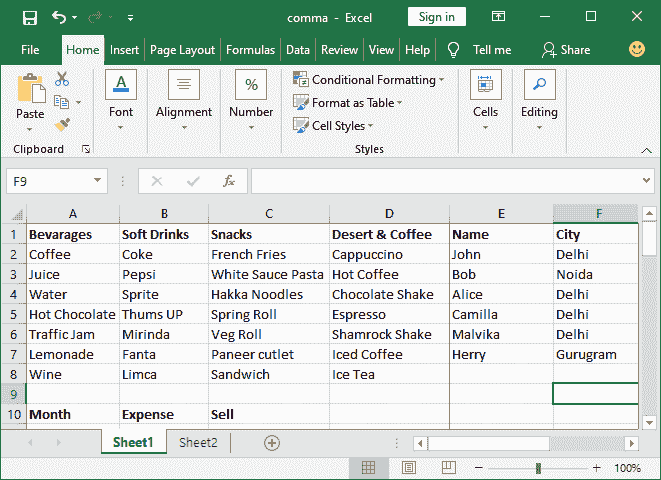 comma - Excel Sign in
File Home Insert Page Layout Formulas Data Review View Help Tell me Share
Paste Font Alignment % Number Conditional Formatting Format as Table Cell Styles Cells Editing
Clipboard Styles
F9 fx
A B C D E F
1 Bevarages Soft Drinks Snacks Desert & Coffee Name City
2 Coffee Coke French Fries Cappuccino John Delhi
3 Juice Pepsi White Sauce Pasta Hot Coffee Bob Noida
4 Water Sprite Hakka Noodles Chocolate Shake Alice Delhi
5 Hot Chocolate Thums UP Spring Roll Espresso Camilla Delhi
6 Traffic Jam Mirinda Veg Roll Shamrock Shake Malvika Delhi
7 Lemonade Fanta Paneer cutlet Iced Coffee Herry Gurugram
8 Wine Limca Sandwich Ice Tea
9
10 Month Expense Sell
Sheet1 Sheet2
100%